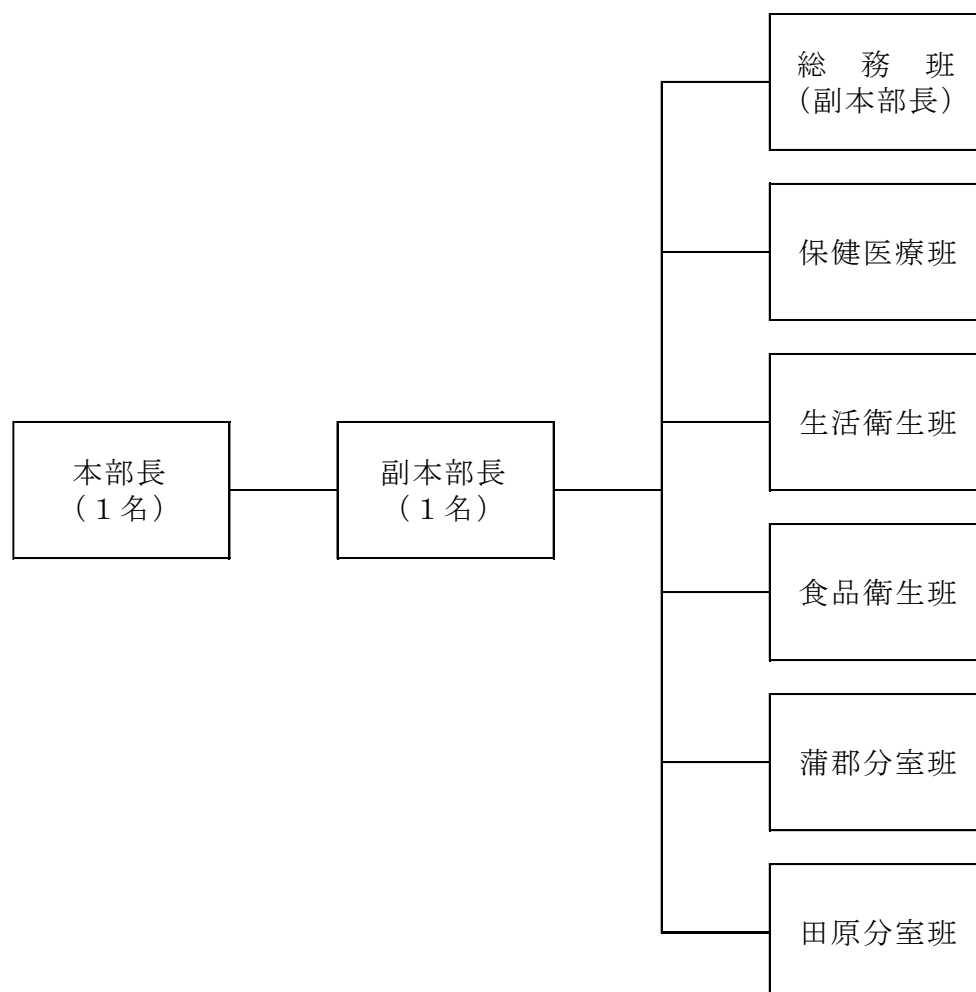 総務班
(副本部長)
保健医療班
生活衛生班
本部長
(１名)
副本部長
(１名)
食品衛生班
蒲郡分室班
田原分室班